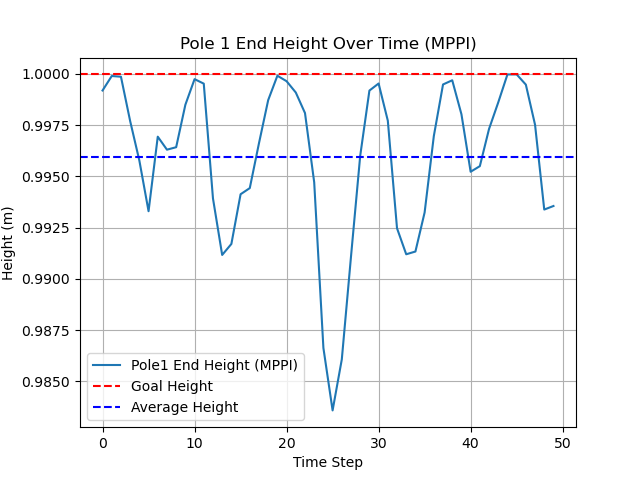 Pole 1 End Height Over Time (MPPI)
1.0000
0.9975
0.9950
0.9925
0.9900
0.9875
0.9850
Height (m)
Pole1 End Height (MPPI)
Goal Height
Average Height
0 10 20 30 40 50
Time Step